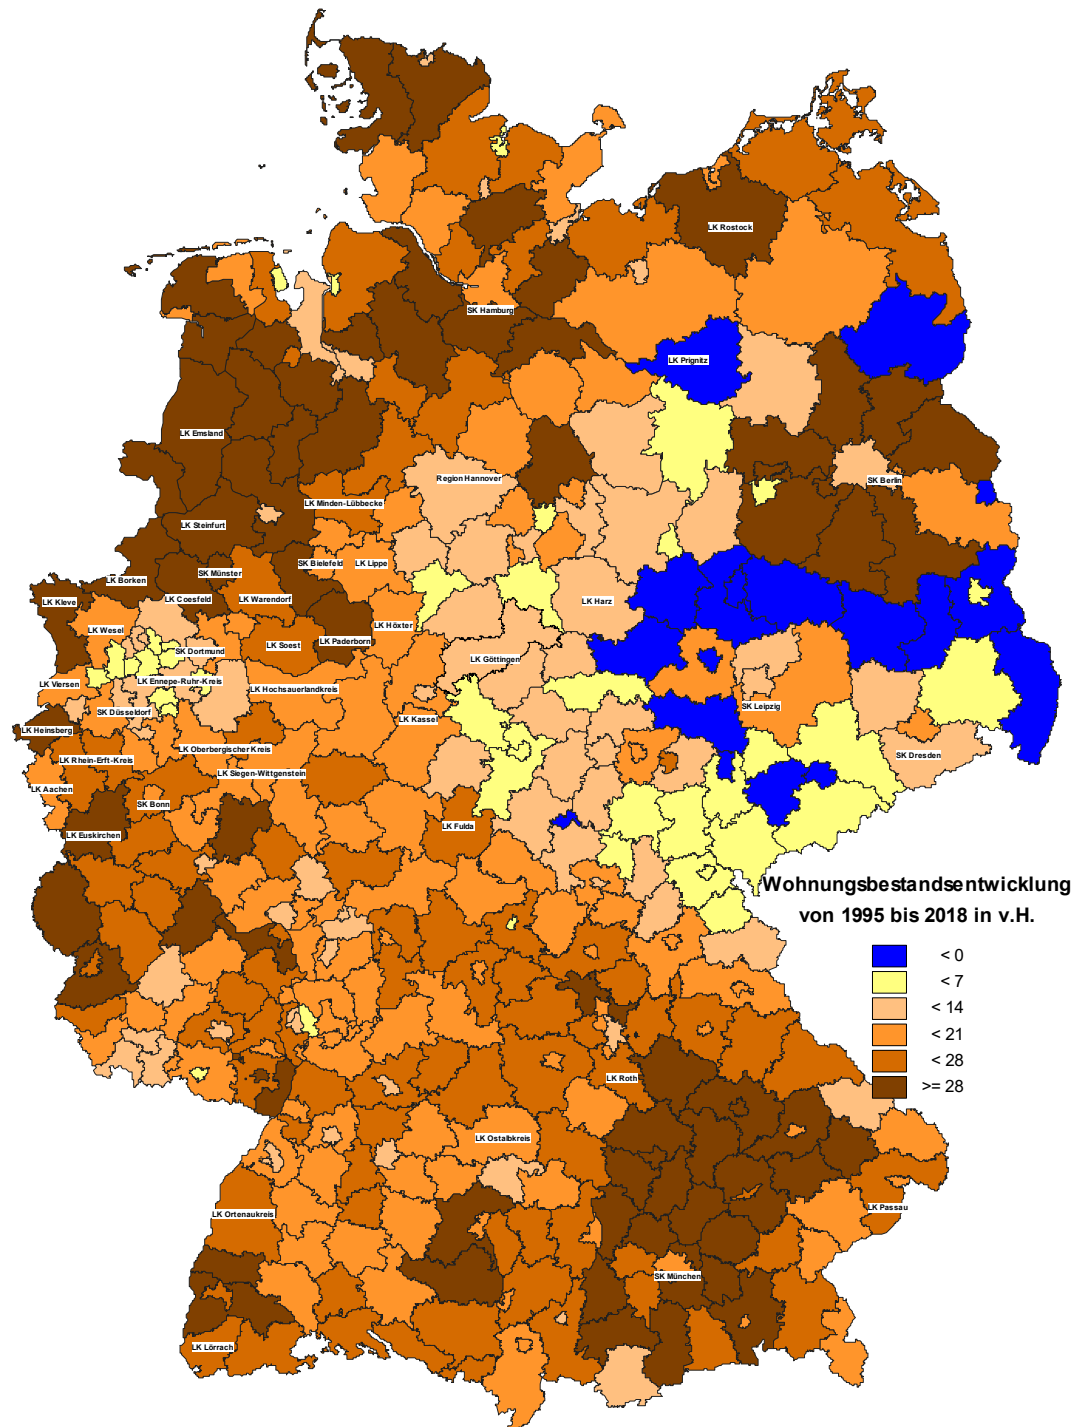 LK Rostock
SK Hamburg
LK Prignitz
LK Emsland
Region Hannover
SK Berlin
LK Minden-Lübbecke
LK Steinfurt
SK Bielefeld
LK Lippe
LK Borken
SK Münster
LK Kleve
LK Coesfeld
LK Warendorf
LK Harz
LK Wesel
LK Höxter
LK Paderborn
LK Soest
SK Dortmund
LK Göttingen
LK Viersen
LK Ennepe-Ruhr-Kreis
LK Hochsauerlandkreis
SK Düsseldorf
LK Kassel
SK Leipzig
LK Heinsberg
LK Oberbergischer Kreis
SK Dresden
LK Rhein-Erft-Kreis
LK Siegen-Wittgenstein
LK Aachen
SK Bonn
LK Euskirchen
LK Fulda
Wohnungsbestandsentwicklung
von 1995 bis 2018 in v.H.
< 0
< 7
< 14
< 21
< 28
>= 28
LK Roth
LK Ostalbkreis
LK Passau
LK Ortenaukreis
SK München
LK Lörrach